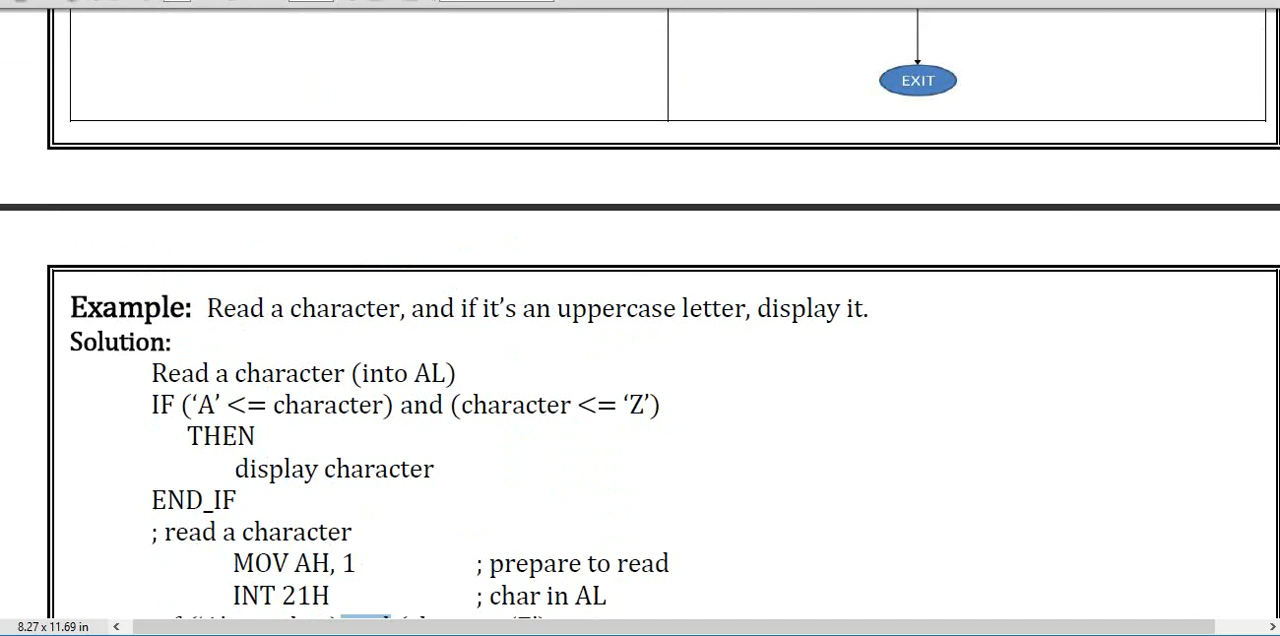 EXIT
Example: Read a character, and if it’s an uppercase letter, display it.
Solution:
Read a character (into AL)
IF (‘A’ <= character) and (character <= ‘Z’)
THEN
display character
END_IF
; read a character
MOV AH, 1 ; prepare to read
INT 21H ; char in AL
8.27 x 11.69 in